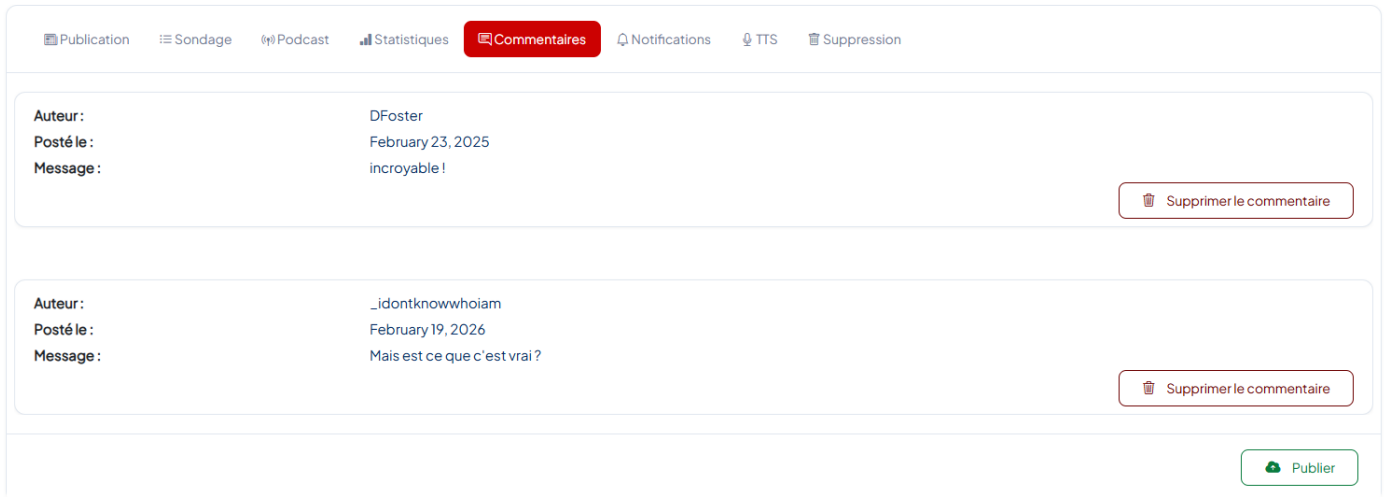 Publication Sondage Podcast Statistiques Commentaires Notifications TTS Suppression
Auteur : DFoster
Posté le : February 23, 2025
Message : incroyable !
Supprimer le commentaire
Auteur : _idontknowwhoiam
Posté le : February 19, 2026
Message : Mais est ce que c'est vrai ?
Supprimer le commentaire
Publier